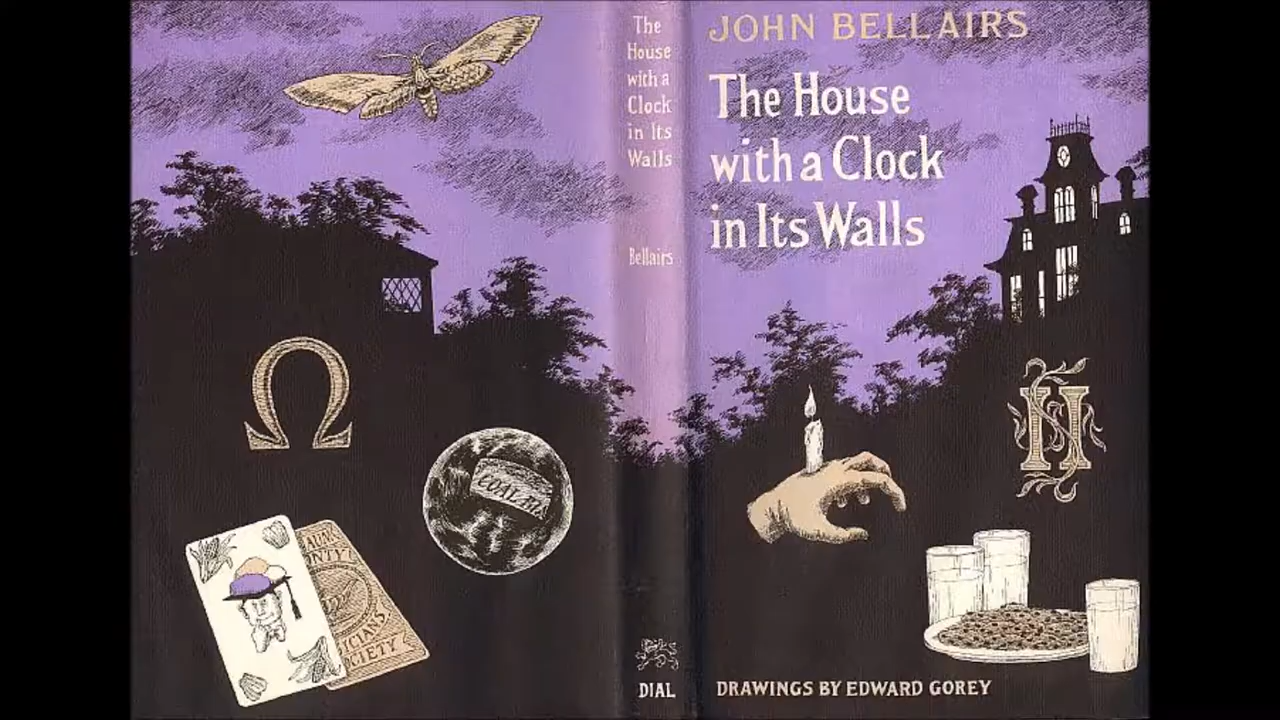 The
House
with a
Clock
in Its
Walls
Bellairs
DIAL
JOHN BELLAIRS
The House
with a Clock
in Its Walls
DRAWINGS BY EDWARD GOREY
H
Ω
COAL